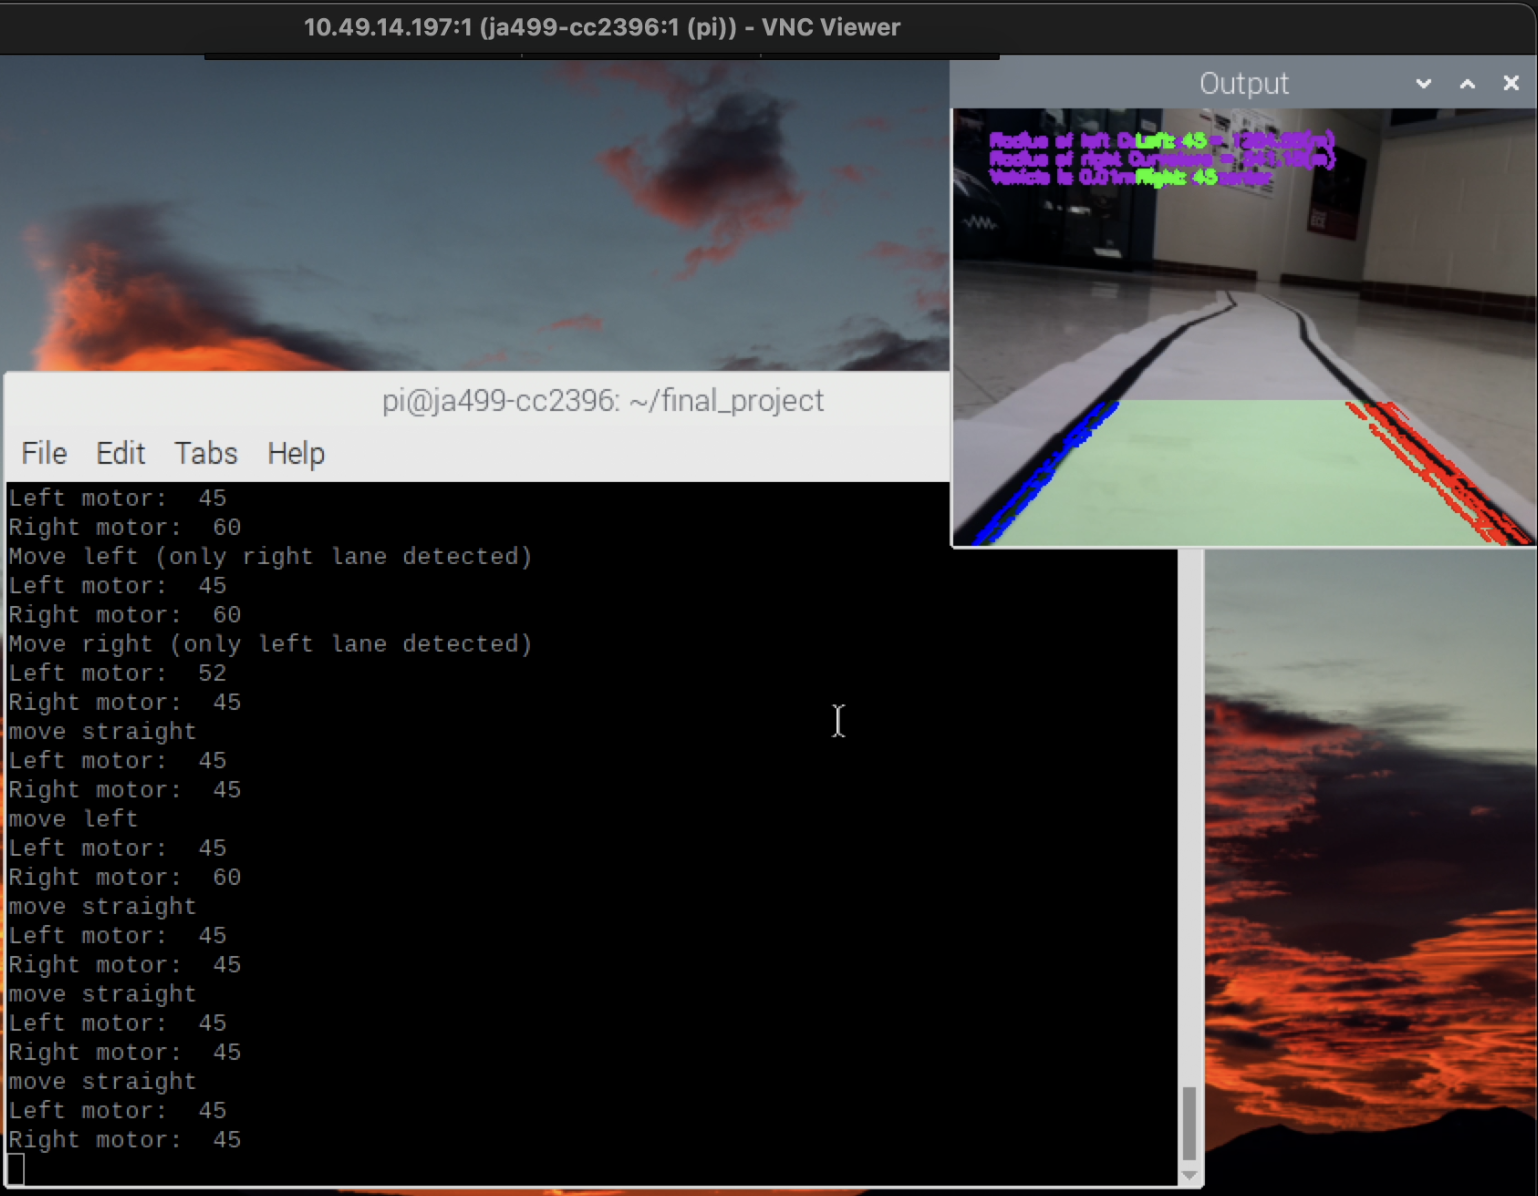 10.49.14.197:1 (ja499-cc2396:1 (pi)) - VNC Viewer
Output
Radius of left
Left: 45
Radius of right
Vehicle is 0.01m
Right: 45
pi@ja499-cc2396: ~/final_project
File Edit Tabs Help
Left motor:  45
Right motor:  60
Move left (only right lane detected)
Left motor:  45
Right motor:  60
Move right (only left lane detected)
Left motor:  52
Right motor:  45
move straight
Left motor:  45
Right motor:  45
move left
Left motor:  45
Right motor:  60
move straight
Left motor:  45
Right motor:  45
move straight
Left motor:  45
Right motor:  45
move straight
Left motor:  45
Right motor:  45